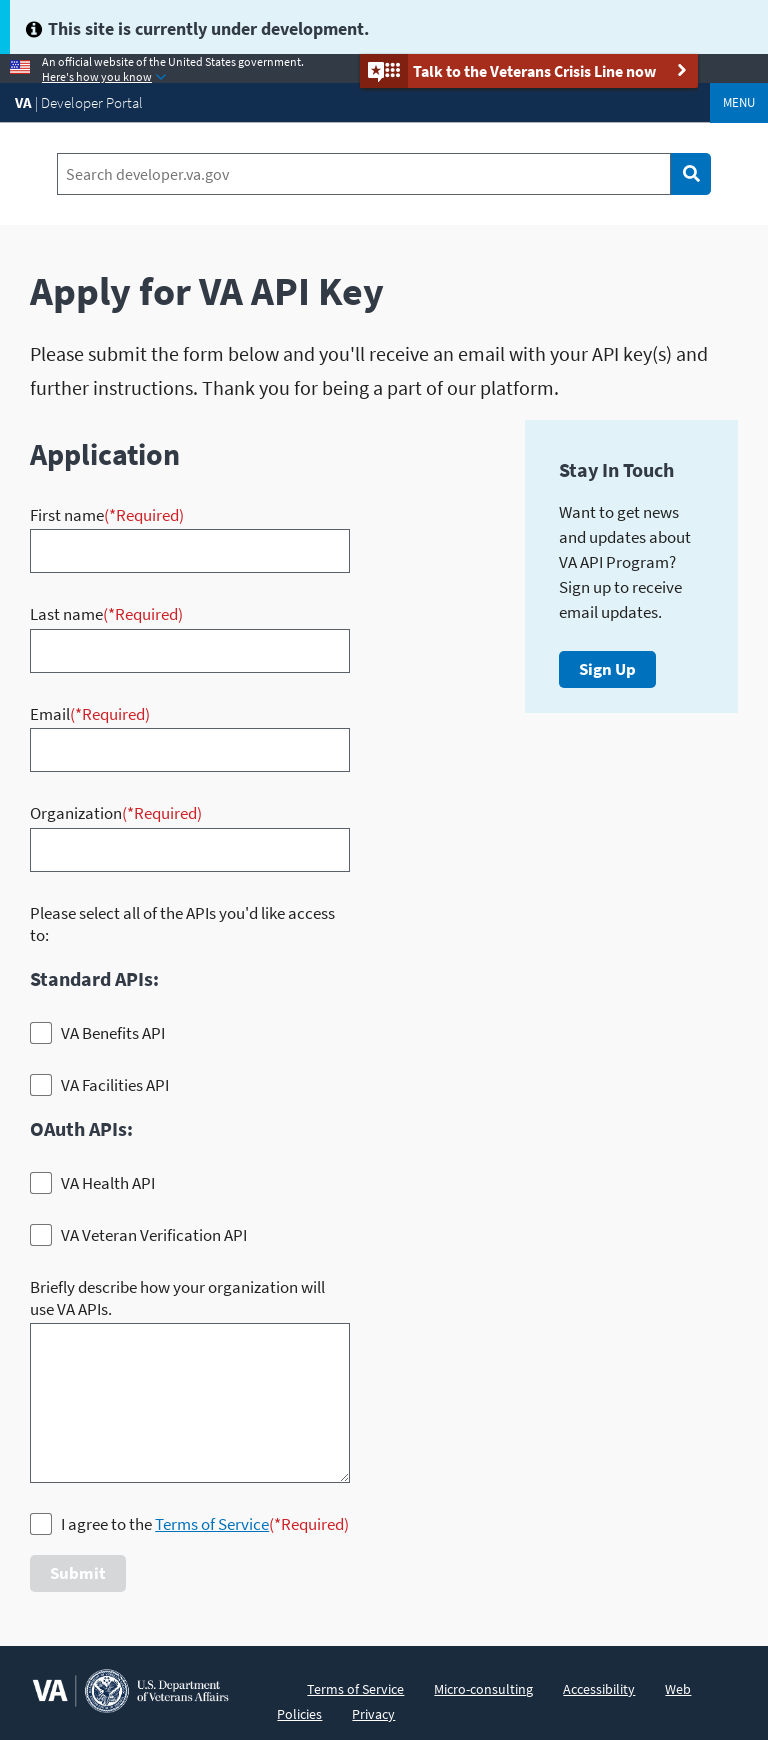 This site is currently under development.
An official website of the United States government.
Here's how you know
Talk to the Veterans Crisis Line now
VA | Developer Portal
MENU
Search developer.va.gov
Apply for VA API Key
Please submit the form below and you'll receive an email with your API key(s) and
further instructions. Thank you for being a part of our platform.
Application
First name(*Required)
Last name(*Required)
Email(*Required)
Organization(*Required)
Please select all of the APIs you'd like access
to:
Standard APIs:
VA Benefits API
VA Facilities API
OAuth APIs:
VA Health API
VA Veteran Verification API
Briefly describe how your organization will
use VA APIs.
I agree to the Terms of Service(*Required)
Submit
Stay In Touch
Want to get news
and updates about
VA API Program?
Sign up to receive
email updates.
Sign Up
VA
U.S. Department
of Veterans Affairs
Terms of Service Micro-consulting Accessibility Web
Policies Privacy